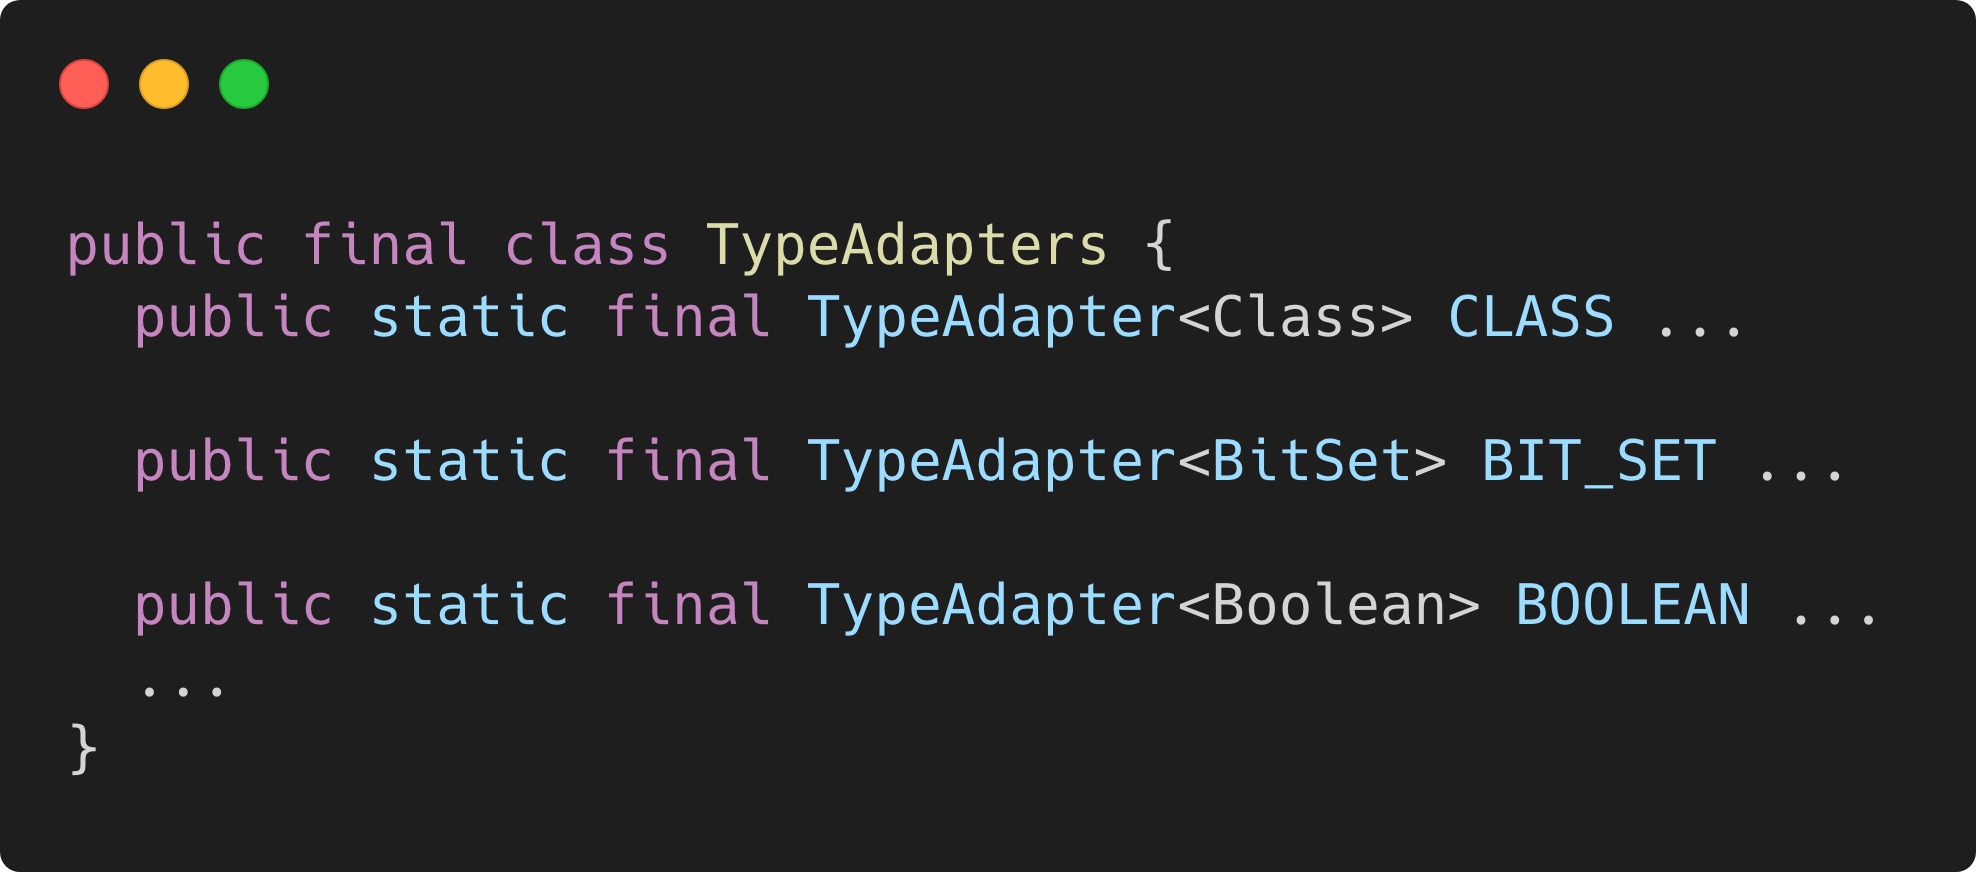 public final class TypeAdapters {
  public static final TypeAdapter<Class> CLASS ...
  public static final TypeAdapter<BitSet> BIT_SET ...
  public static final TypeAdapter<Boolean> BOOLEAN ...
  ...
}